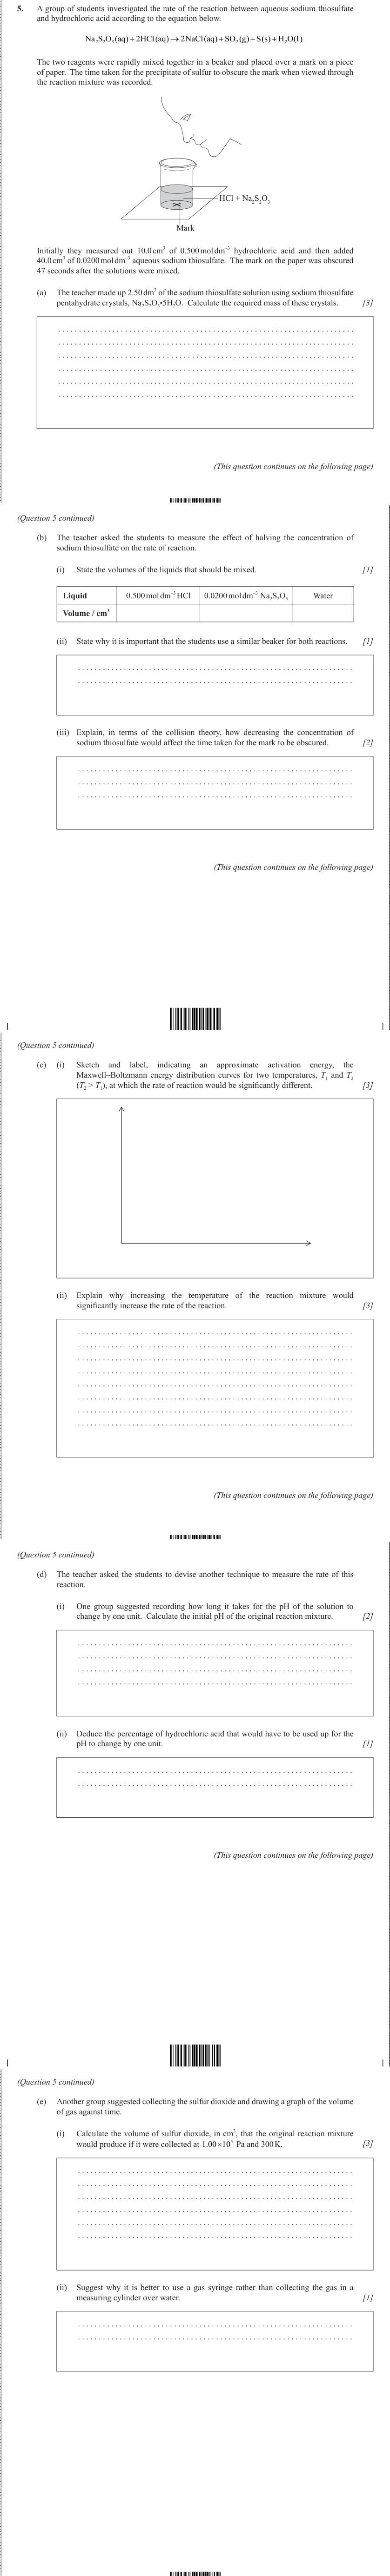 5. A group of students investigated the rate of the reaction between aqueous sodium thiosulfate
and hydrochloric acid according to the equation below.
Na₂S₂O₃(aq) + 2HCl(aq) → 2NaCl(aq) + SO₂(g) + S(s) + H₂O(l)
The two reagents were rapidly mixed together in a beaker and placed over a mark on a piece
of paper. The time taken for the precipitate of sulfur to obscure the mark when viewed through
the reaction mixture was recorded.
HCl + Na₂S₂O₃
Mark
Initially they measured out 10.0 cm³ of 0.500 mol dm⁻³ hydrochloric acid and then added
40.0 cm³ of 0.0200 mol dm⁻³ aqueous sodium thiosulfate. The mark on the paper was obscured
47 seconds after the solutions were mixed.
(a) The teacher made up 2.50 dm³ of the sodium thiosulfate solution using sodium thiosulfate
pentahydrate crystals, Na₂S₂O₃•5H₂O. Calculate the required mass of these crystals. [3]
(This question continues on the following page)
(Question 5 continued)
(b) The teacher asked the students to measure the effect of halving the concentration of
sodium thiosulfate on the rate of reaction.
(i) State the volumes of the liquids that should be mixed. [1]
Liquid 0.500 mol dm⁻³ HCl 0.0200 mol dm⁻³ Na₂S₂O₃ Water
Volume / cm³
(ii) State why it is important that the students use a similar beaker for both reactions. [1]
(iii) Explain, in terms of the collision theory, how decreasing the concentration of
sodium thiosulfate would affect the time taken for the mark to be obscured. [2]
(This question continues on the following page)
(Question 5 continued)
(c) (i) Sketch and label, indicating an approximate activation energy, the
Maxwell–Boltzmann energy distribution curves for two temperatures, T₁ and T₂
(T₂ > T₁), at which the rate of reaction would be significantly different. [3]
(ii) Explain why increasing the temperature of the reaction mixture would
significantly increase the rate of the reaction. [3]
(This question continues on the following page)
(Question 5 continued)
(d) The teacher asked the students to devise another technique to measure the rate of this
reaction.
(i) One group suggested recording how long it takes for the pH of the solution to
change by one unit. Calculate the initial pH of the original reaction mixture. [2]
(ii) Deduce the percentage of hydrochloric acid that would have to be used up for the
pH to change by one unit. [1]
(This question continues on the following page)
(Question 5 continued)
(e) Another group suggested collecting the sulfur dioxide and drawing a graph of the volume
of gas against time.
(i) Calculate the volume of sulfur dioxide, in cm³, that the original reaction mixture
would produce if it were collected at 1.00×10⁵ Pa and 300 K. [3]
(ii) Suggest why it is better to use a gas syringe rather than collecting the gas in a
measuring cylinder over water. [1]